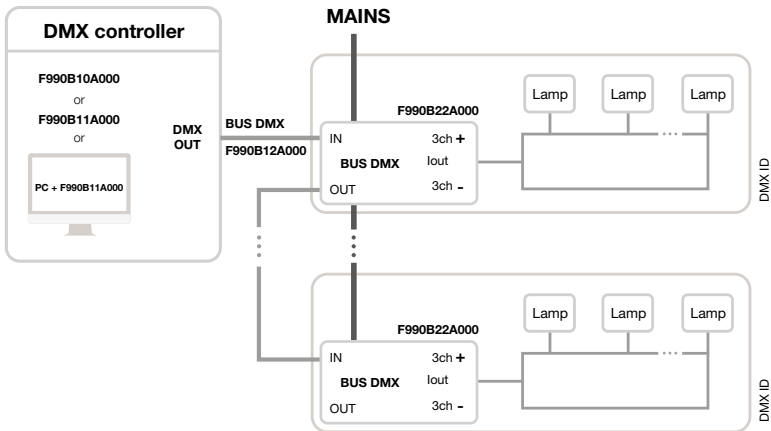 DMX controller
F990B10A000
or
F990B11A000
or
PC + F990B11A000
DMX
OUT
BUS DMX
F990B12A000
MAINS
F990B22A000
IN
3ch +
BUS DMX
Iout
OUT
3ch -
Lamp
Lamp
Lamp
DMX ID
F990B22A000
IN
3ch +
BUS DMX
Iout
OUT
3ch -
Lamp
Lamp
Lamp
DMX ID